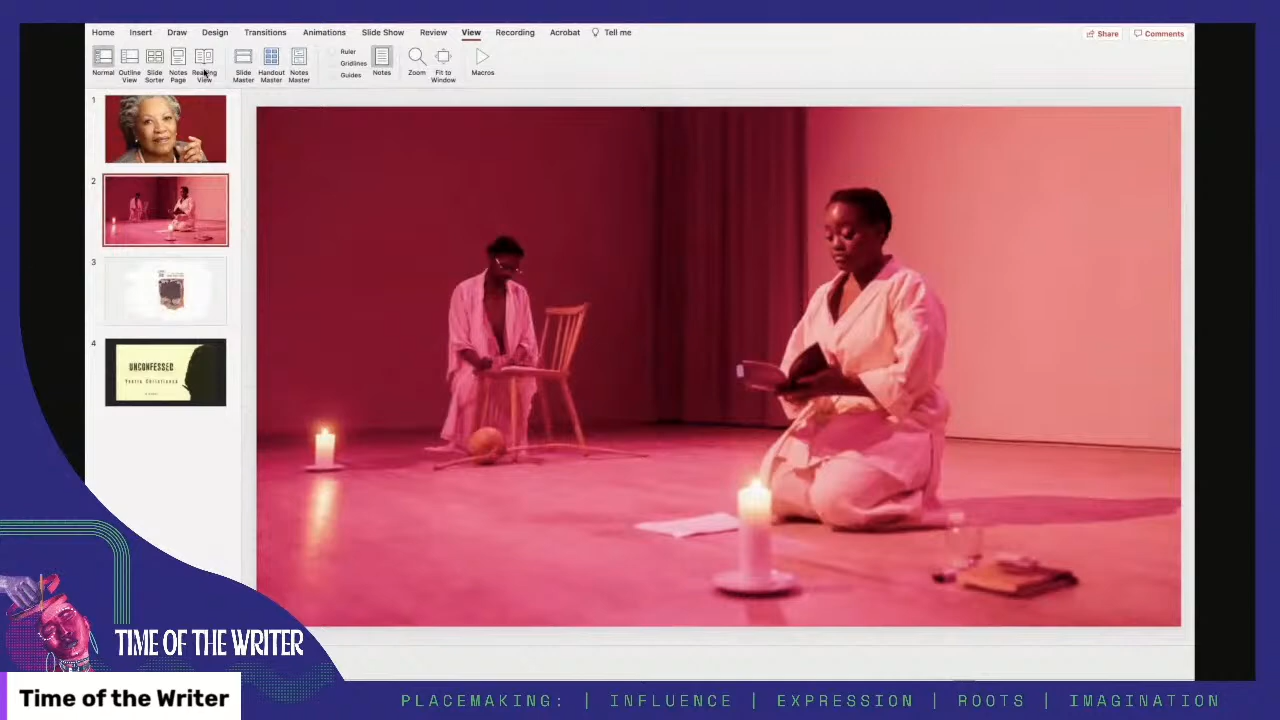 Home Insert Draw Design Transitions Animations Slide Show Review View Recording Acrobat Tell me
Share Comments
Normal Outline View Slide Sorter Notes Page Reading View Slide Master Handout Master Notes Master Ruler Gridlines Guides Notes Zoom Fit to Window Macros
1
2
3
4
UNCONFESSED
Yvette Christiansë
TIME OF THE WRITER
Time of the Writer
PLACEMAKING: | INFLUENCE | EXPRESSION | ROOTS | IMAGINATION